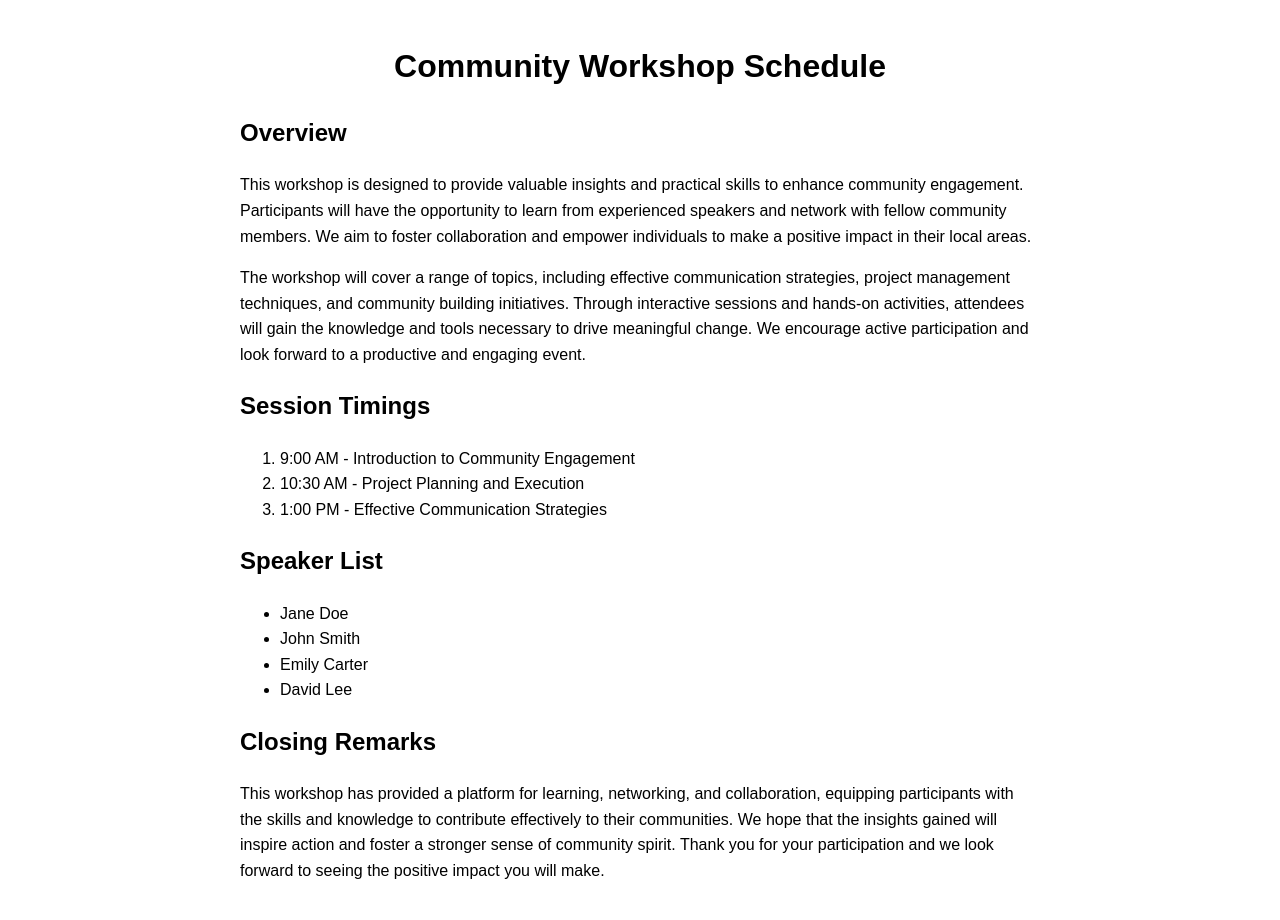 Community Workshop Schedule
Overview
This workshop is designed to provide valuable insights and practical skills to enhance community engagement.
Participants will have the opportunity to learn from experienced speakers and network with fellow community
members. We aim to foster collaboration and empower individuals to make a positive impact in their local areas.
The workshop will cover a range of topics, including effective communication strategies, project management
techniques, and community building initiatives. Through interactive sessions and hands-on activities, attendees
will gain the knowledge and tools necessary to drive meaningful change. We encourage active participation and
look forward to a productive and engaging event.
Session Timings
1. 9:00 AM - Introduction to Community Engagement
2. 10:30 AM - Project Planning and Execution
3. 1:00 PM - Effective Communication Strategies
Speaker List
• Jane Doe
• John Smith
• Emily Carter
• David Lee
Closing Remarks
This workshop has provided a platform for learning, networking, and collaboration, equipping participants with
the skills and knowledge to contribute effectively to their communities. We hope that the insights gained will
inspire action and foster a stronger sense of community spirit. Thank you for your participation and we look
forward to seeing the positive impact you will make.